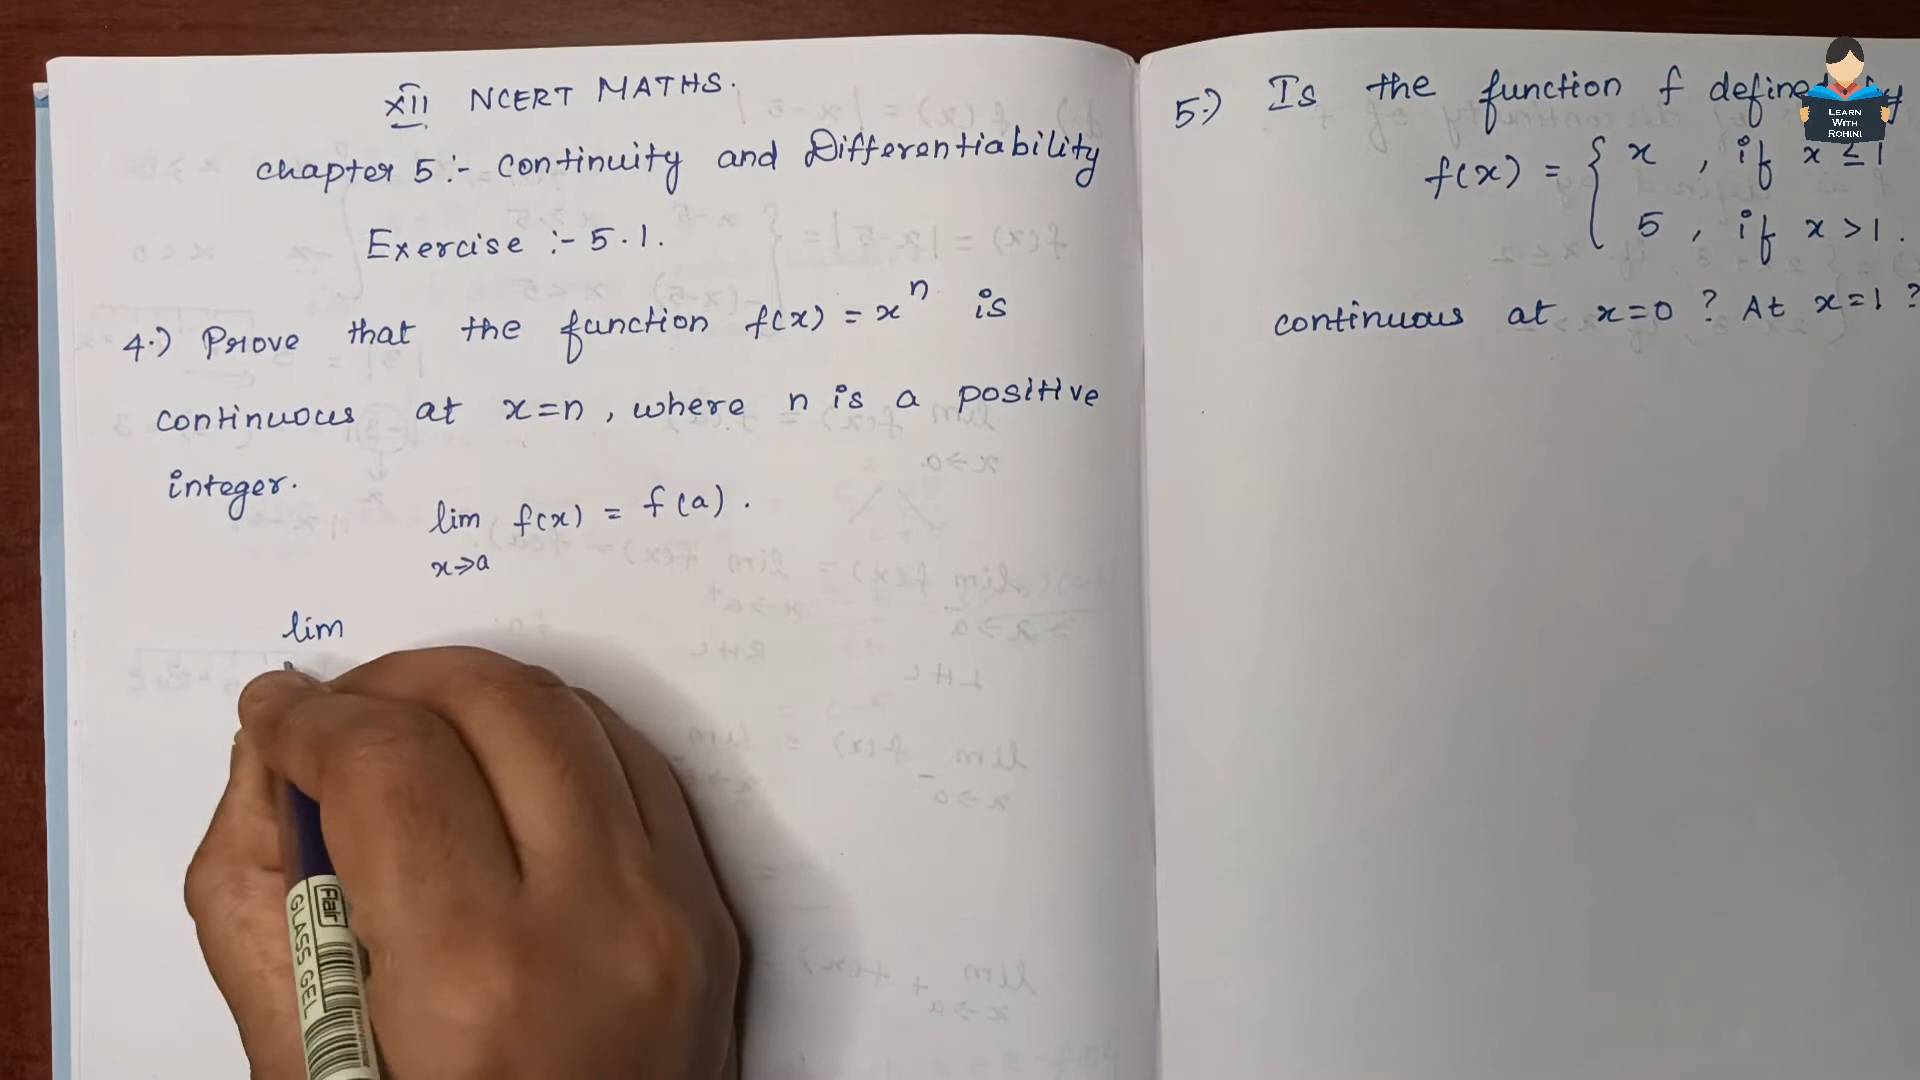 XII NCERT MATHS.
chapter 5:- continuity and Differentiability
Exercise :- 5.1.
4.) Prove that the function f(x) = xⁿ is
continuous at x=n, where n is a positive
integer.
lim f(x) = f(a).
x→a
lim
5.) Is the function f defined by
f(x) = { x , if x ≤ 1
5 , if x > 1.
continuous at x=0 ? At x=1 ?
LEARN
WITH
ROHINI
Flair
GLASS GEL